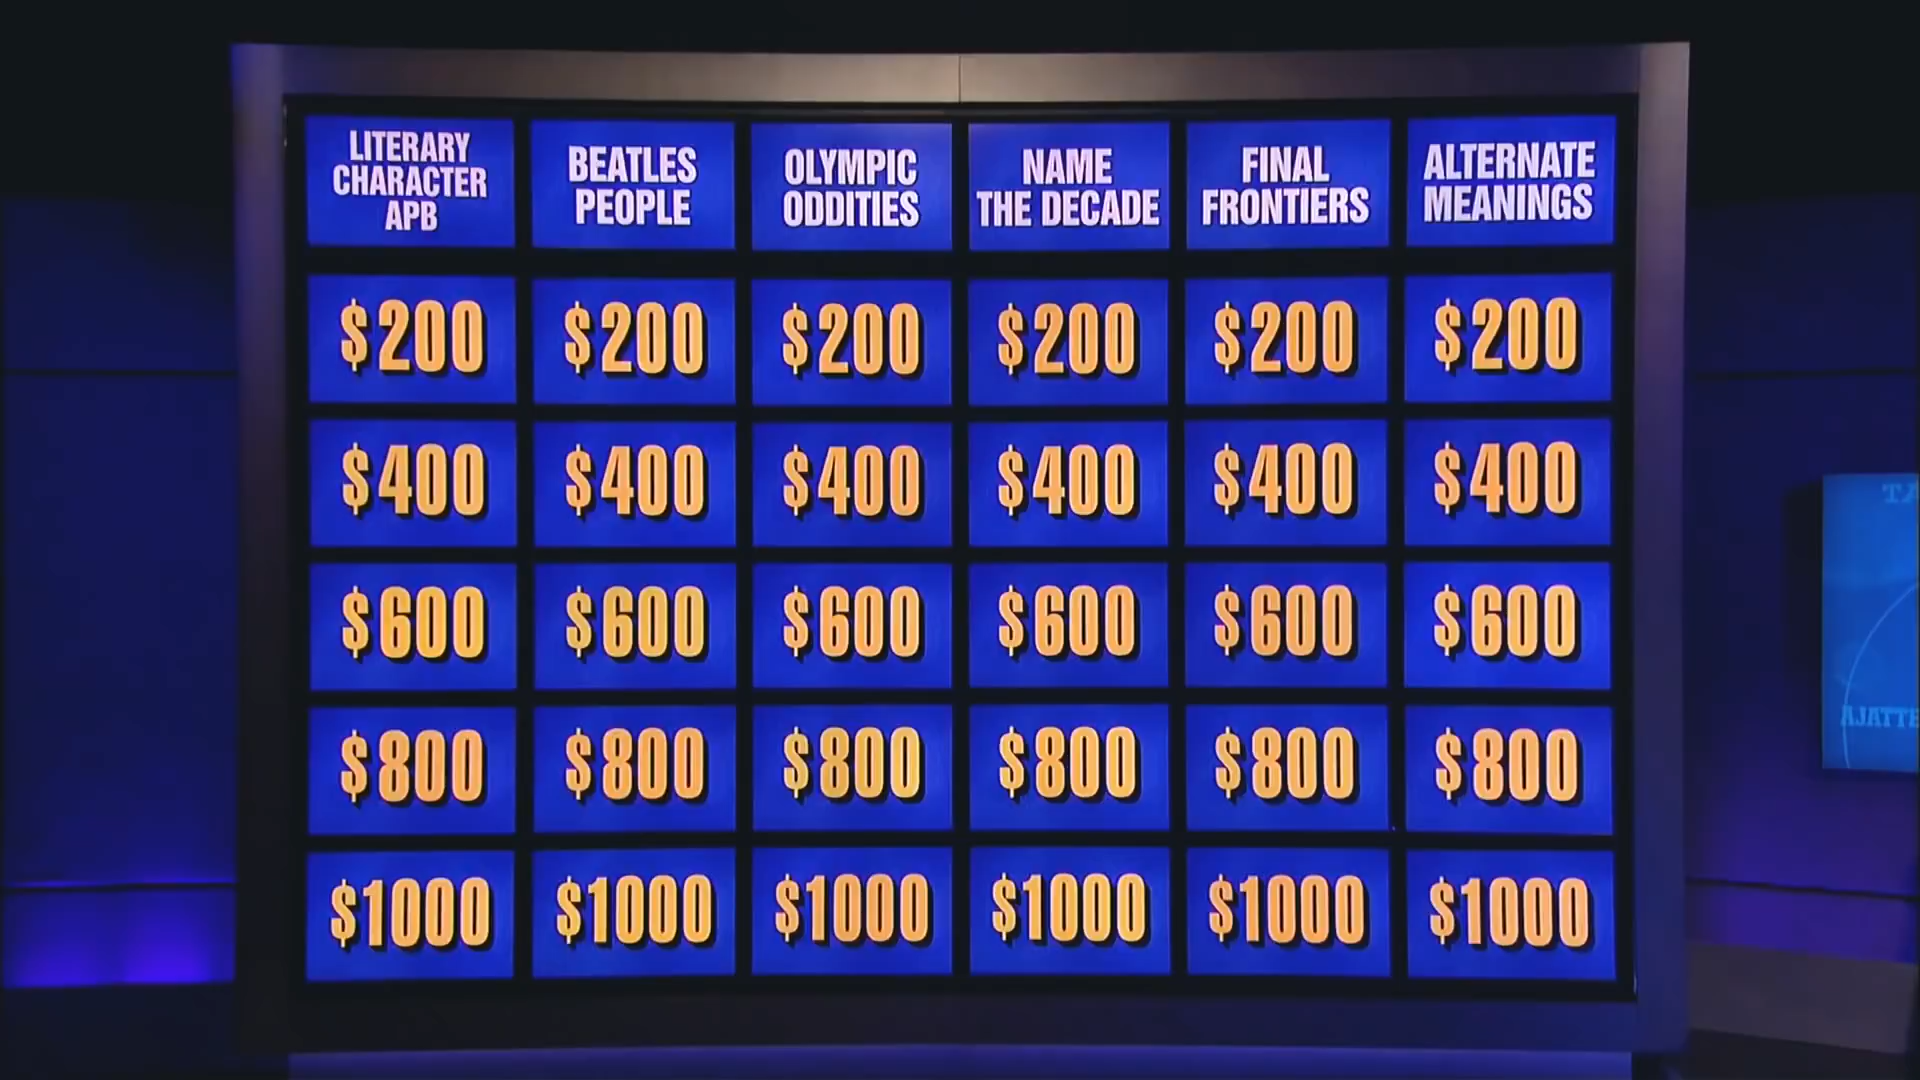 LITERARY
CHARACTER
APB
BEATLES
PEOPLE
OLYMPIC
ODDITIES
NAME
THE DECADE
FINAL
FRONTIERS
ALTERNATE
MEANINGS
$200 $200 $200 $200 $200 $200
$400 $400 $400 $400 $400 $400
$600 $600 $600 $600 $600 $600
$800 $800 $800 $800 $800 $800
$1000 $1000 $1000 $1000 $1000 $1000